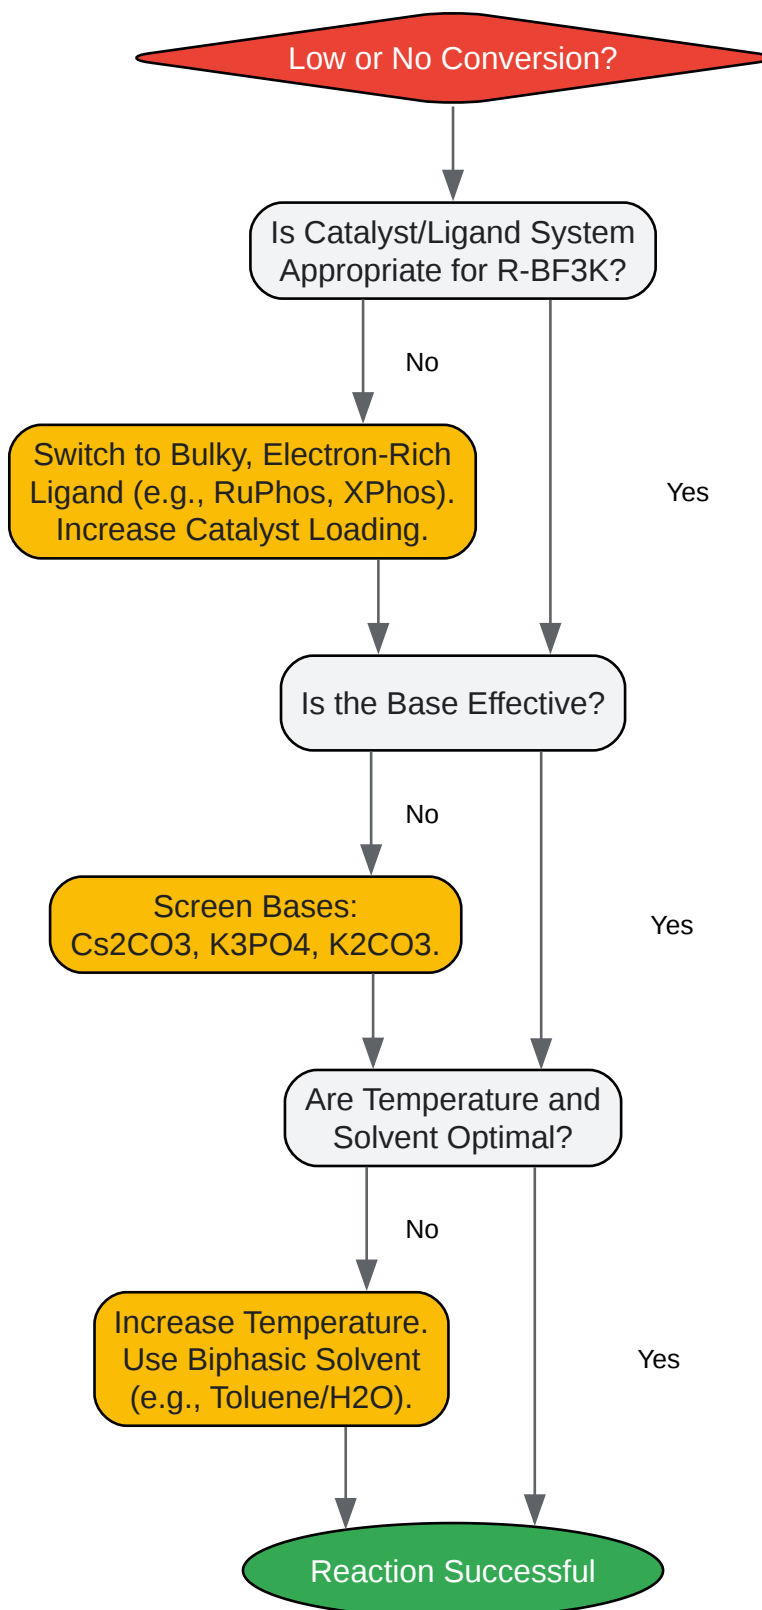 Low or No Conversion?
Is Catalyst/Ligand System
Appropriate for R-BF3K?
No
Switch to Bulky, Electron-Rich
Ligand (e.g., RuPhos, XPhos).
Increase Catalyst Loading.
Yes
Is the Base Effective?
No
Screen Bases:
Cs2CO3, K3PO4, K2CO3.
Yes
Are Temperature and
Solvent Optimal?
No
Increase Temperature.
Use Biphasic Solvent
(e.g., Toluene/H2O).
Yes
Reaction Successful